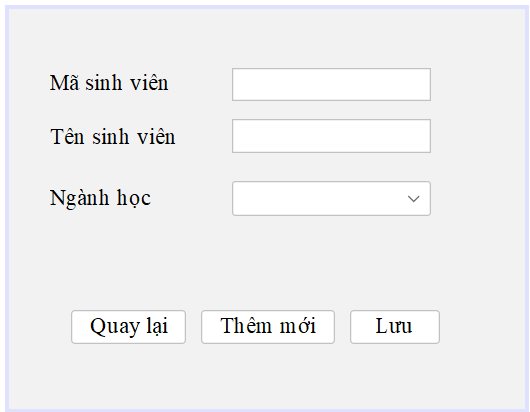 Mã sinh viên
Tên sinh viên
Ngành học
Quay lại Thêm mới Lưu